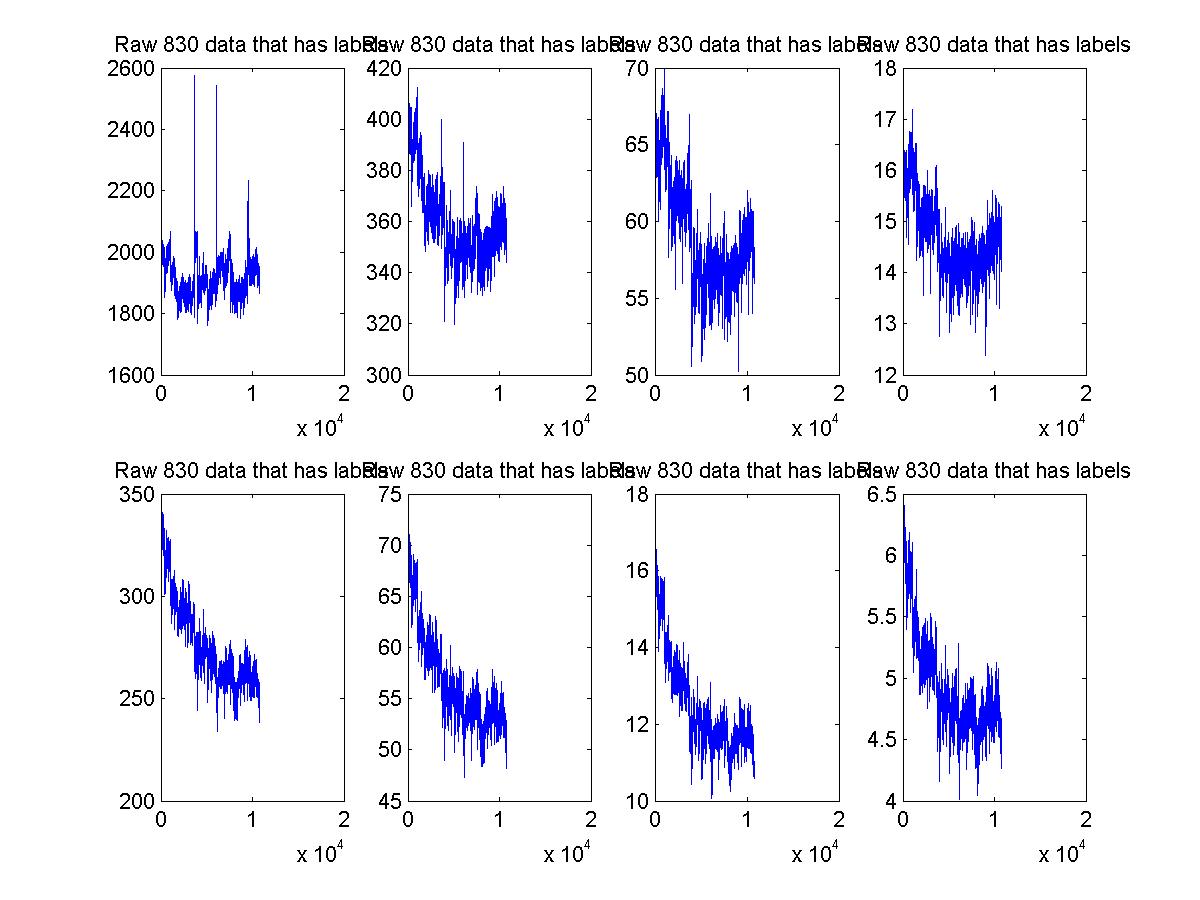 Raw 830 data that has labels Raw 830 data that has labels Raw 830 data that has labels Raw 830 data that has labels
2600 420 70 18
2400 400 65 17
2200 380 60 16
2000 360 55 15
1800 340 50 14
1600 320 13
300 12
0 1 2 0 1 2 0 1 2 0 1 2
x 10^4 x 10^4 x 10^4 x 10^4
Raw 830 data that has labels Raw 830 data that has labels Raw 830 data that has labels Raw 830 data that has labels
350 75 18 6.5
300 70 16 6
250 65 14 5.5
200 60 12 5
55 10 4.5
50 4
45
0 1 2 0 1 2 0 1 2 0 1 2
x 10^4 x 10^4 x 10^4 x 10^4